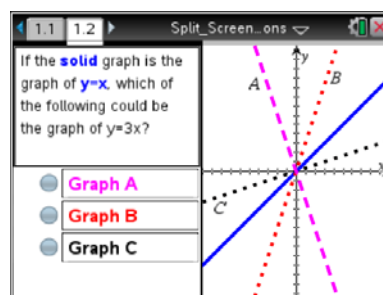 1.1 1.2 Split_Screen...ons
If the solid graph is the
graph of y=x, which of
the following could be
the graph of y=3x?
Graph A
Graph B
Graph C
y
A
B
C
x